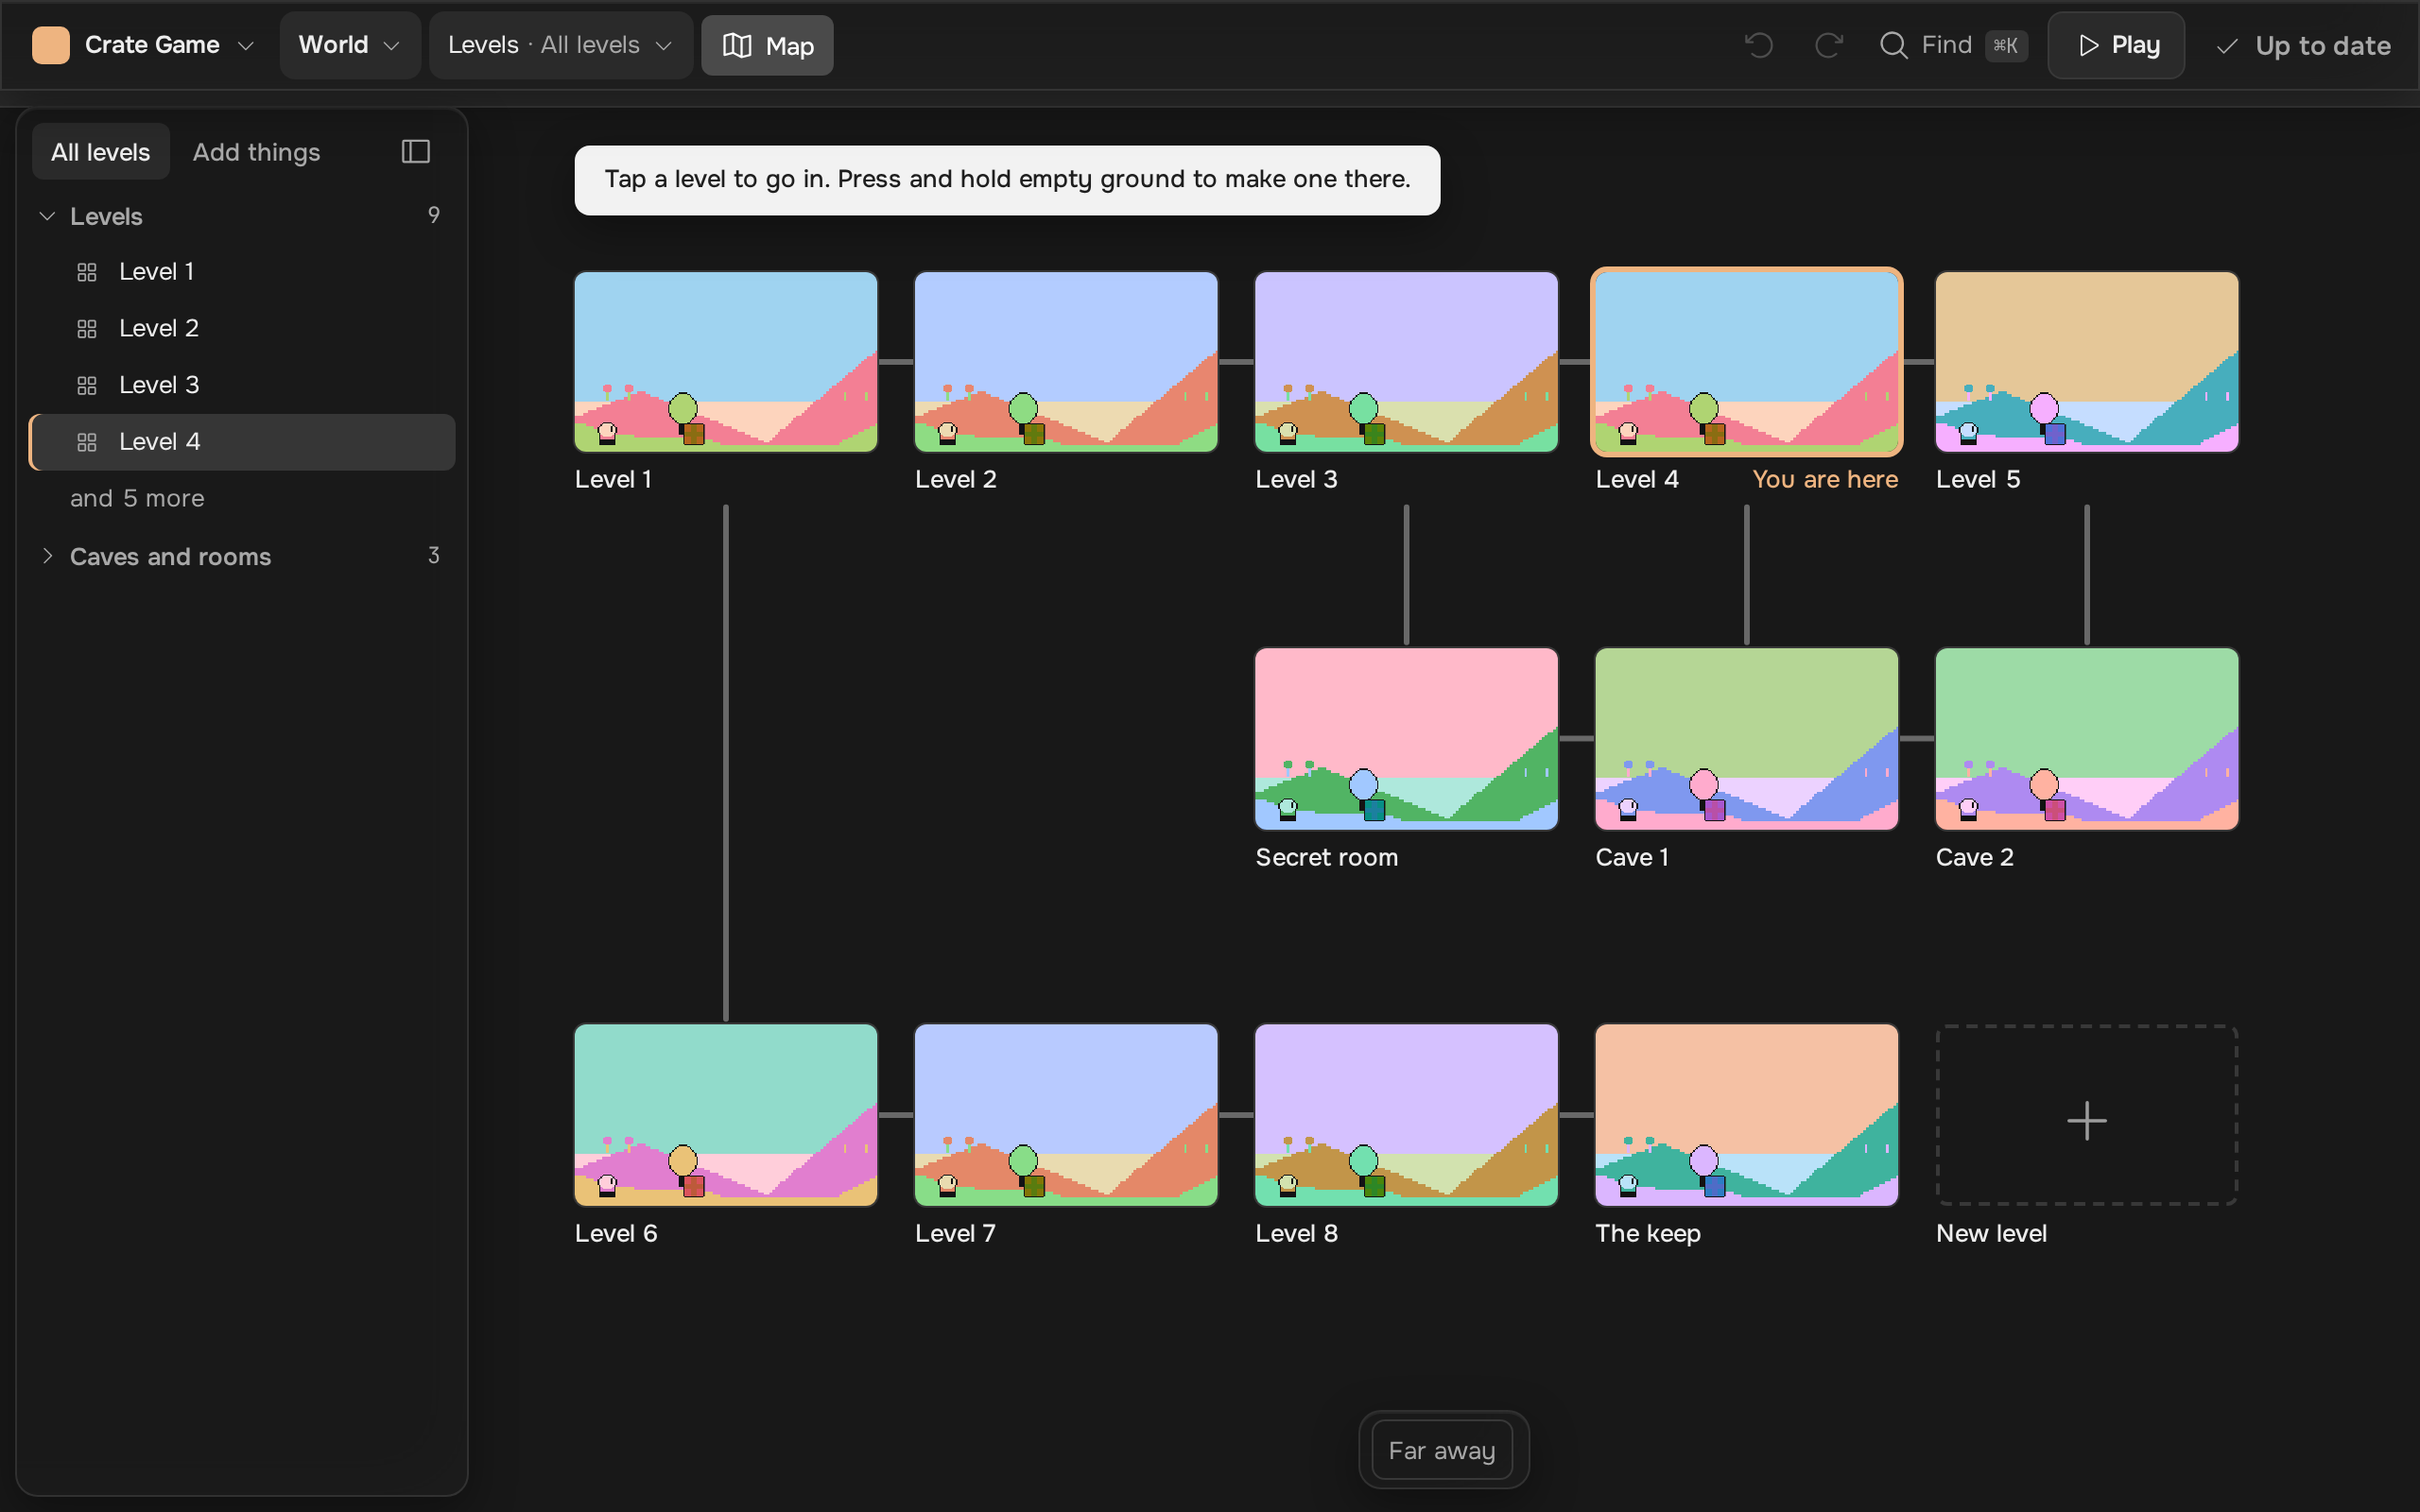 Crate Game
World
Levels · All levels
Map
Find ⌘K
Play
Up to date
All levels
Add things
Levels 9
Level 1
Level 2
Level 3
Level 4
and 5 more
Caves and rooms 3
Tap a level to go in. Press and hold empty ground to make one there.
Level 1
Level 2
Level 3
Level 4 You are here
Level 5
Secret room
Cave 1
Cave 2
Level 6
Level 7
Level 8
The keep
New level
Far away